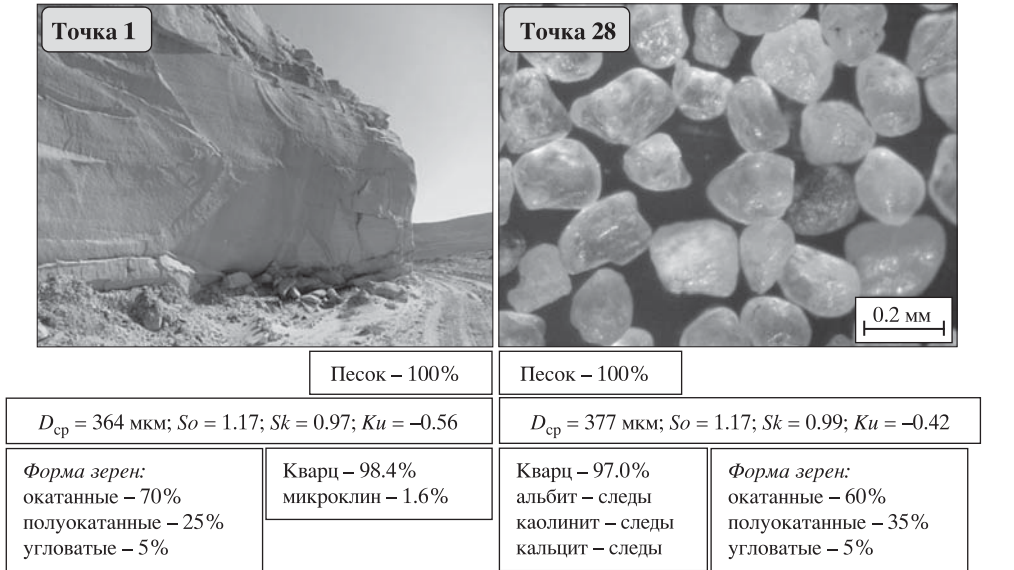 Точка 1
Точка 28
0.2 мм
Песок – 100%
Песок – 100%
Dср = 364 мкм; So = 1.17; Sk = 0.97; Ku = –0.56
Dср = 377 мкм; So = 1.17; Sk = 0.99; Ku = –0.42
Форма зерен:
окатанные – 70%
полуокатанные – 25%
угловатые – 5%
Кварц – 98.4%
микроклин – 1.6%
Кварц – 97.0%
альбит – следы
каолинит – следы
кальцит – следы
Форма зерен:
окатанные – 60%
полуокатанные – 35%
угловатые – 5%